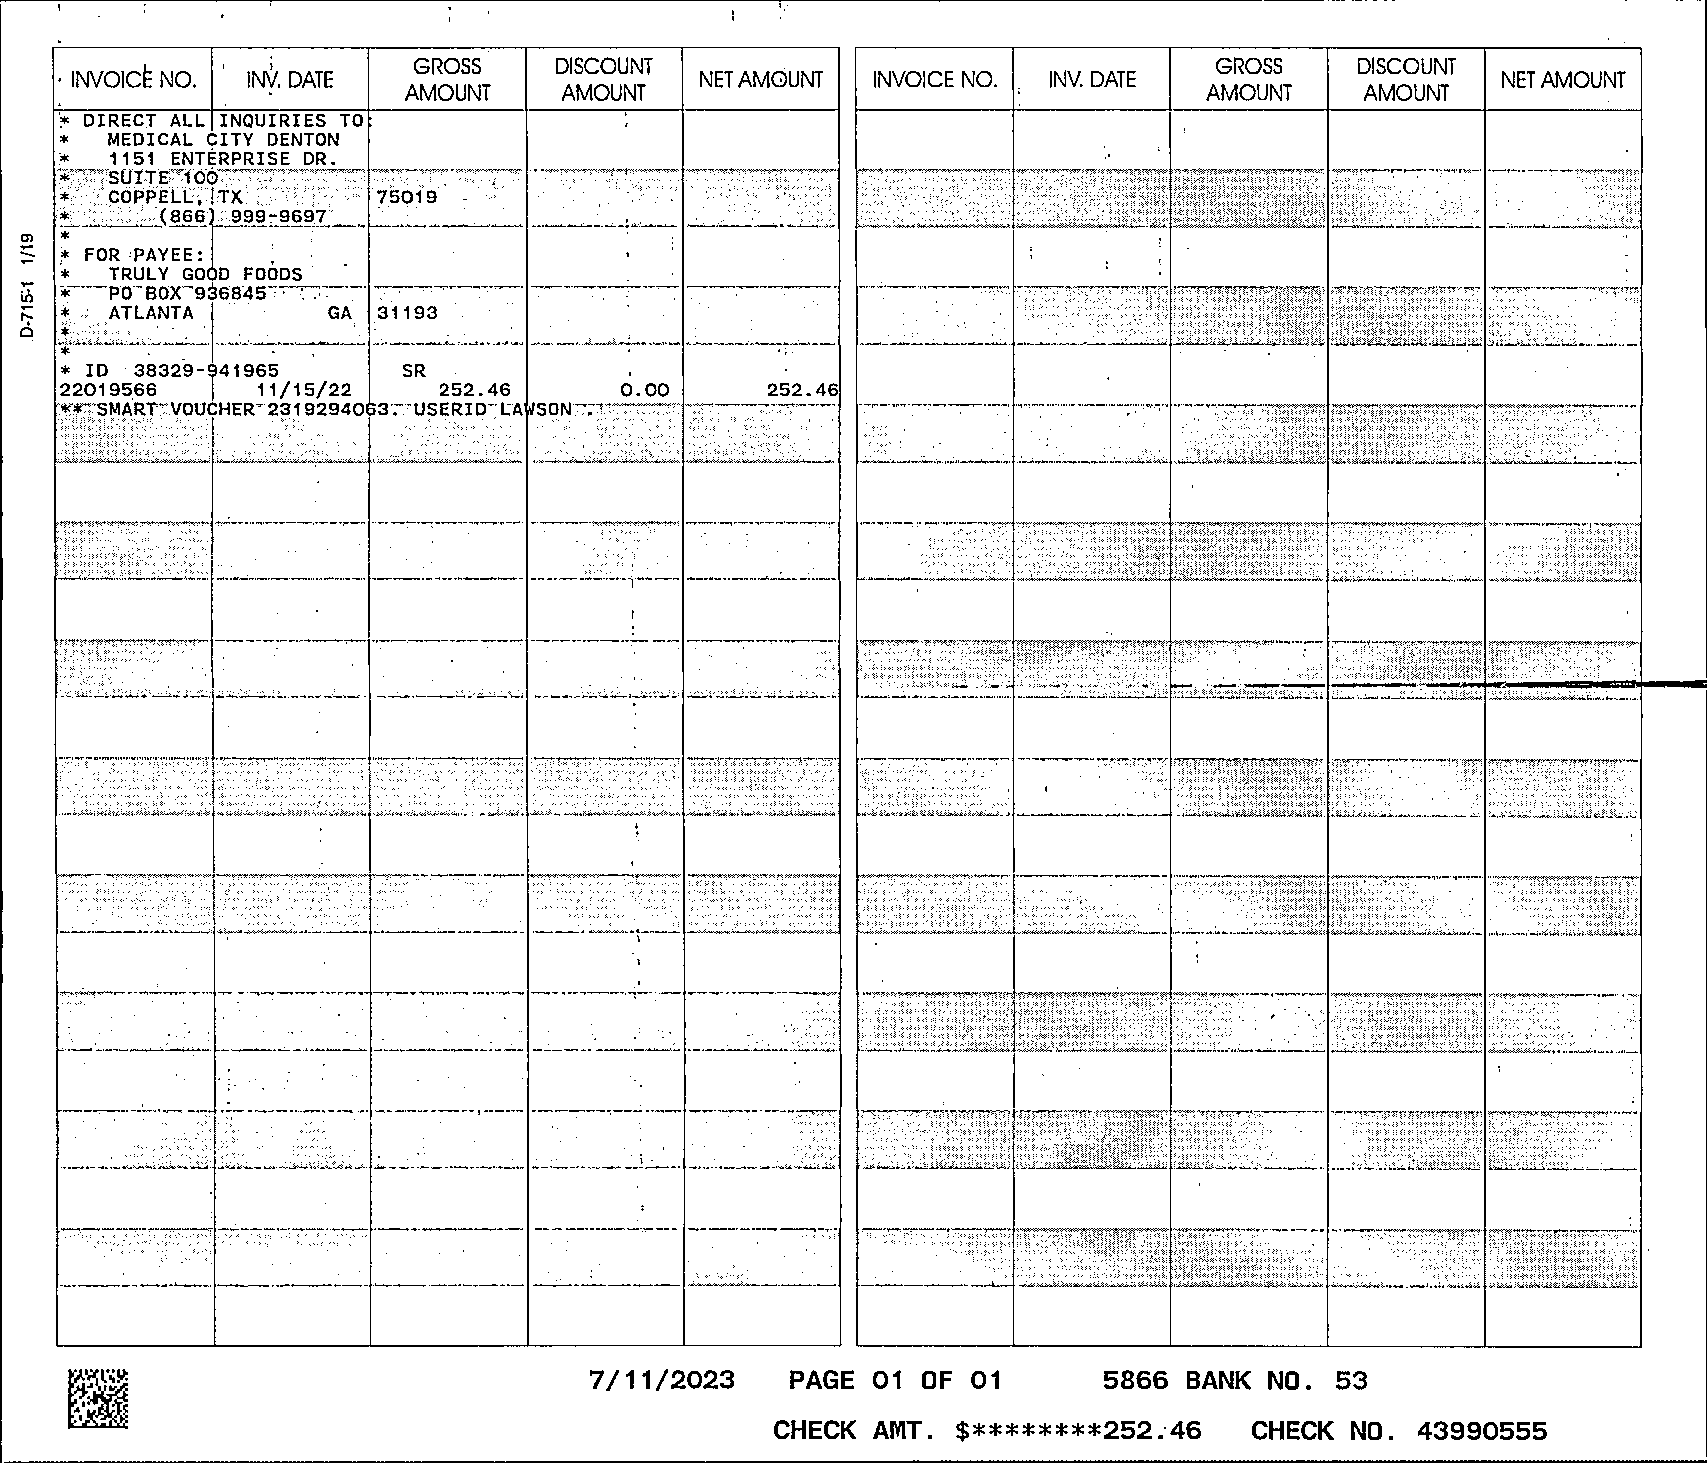 INVOICE NO. INV. DATE GROSS AMOUNT DISCOUNT AMOUNT NET AMOUNT INVOICE NO. INV. DATE GROSS AMOUNT DISCOUNT AMOUNT NET AMOUNT
* DIRECT ALL INQUIRIES TO:
* MEDICAL CITY DENTON
* 1151 ENTERPRISE DR.
* SUITE 100
* COPPELL, TX 75019
* (866) 999-9697
*
* FOR PAYEE:
* TRULY GOOD FOODS
* PO BOX 936845
* ATLANTA GA 31193
*
*
* ID 38329-941965 SR
22019566 11/15/22 252.46 0.00 252.46
** SMART VOUCHER 2319294063. USERID LAWSON .
D-715-1 1/19
7/11/2023 PAGE 01 OF 01 5866 BANK NO. 53
CHECK AMT. $********252.46 CHECK NO. 43990555